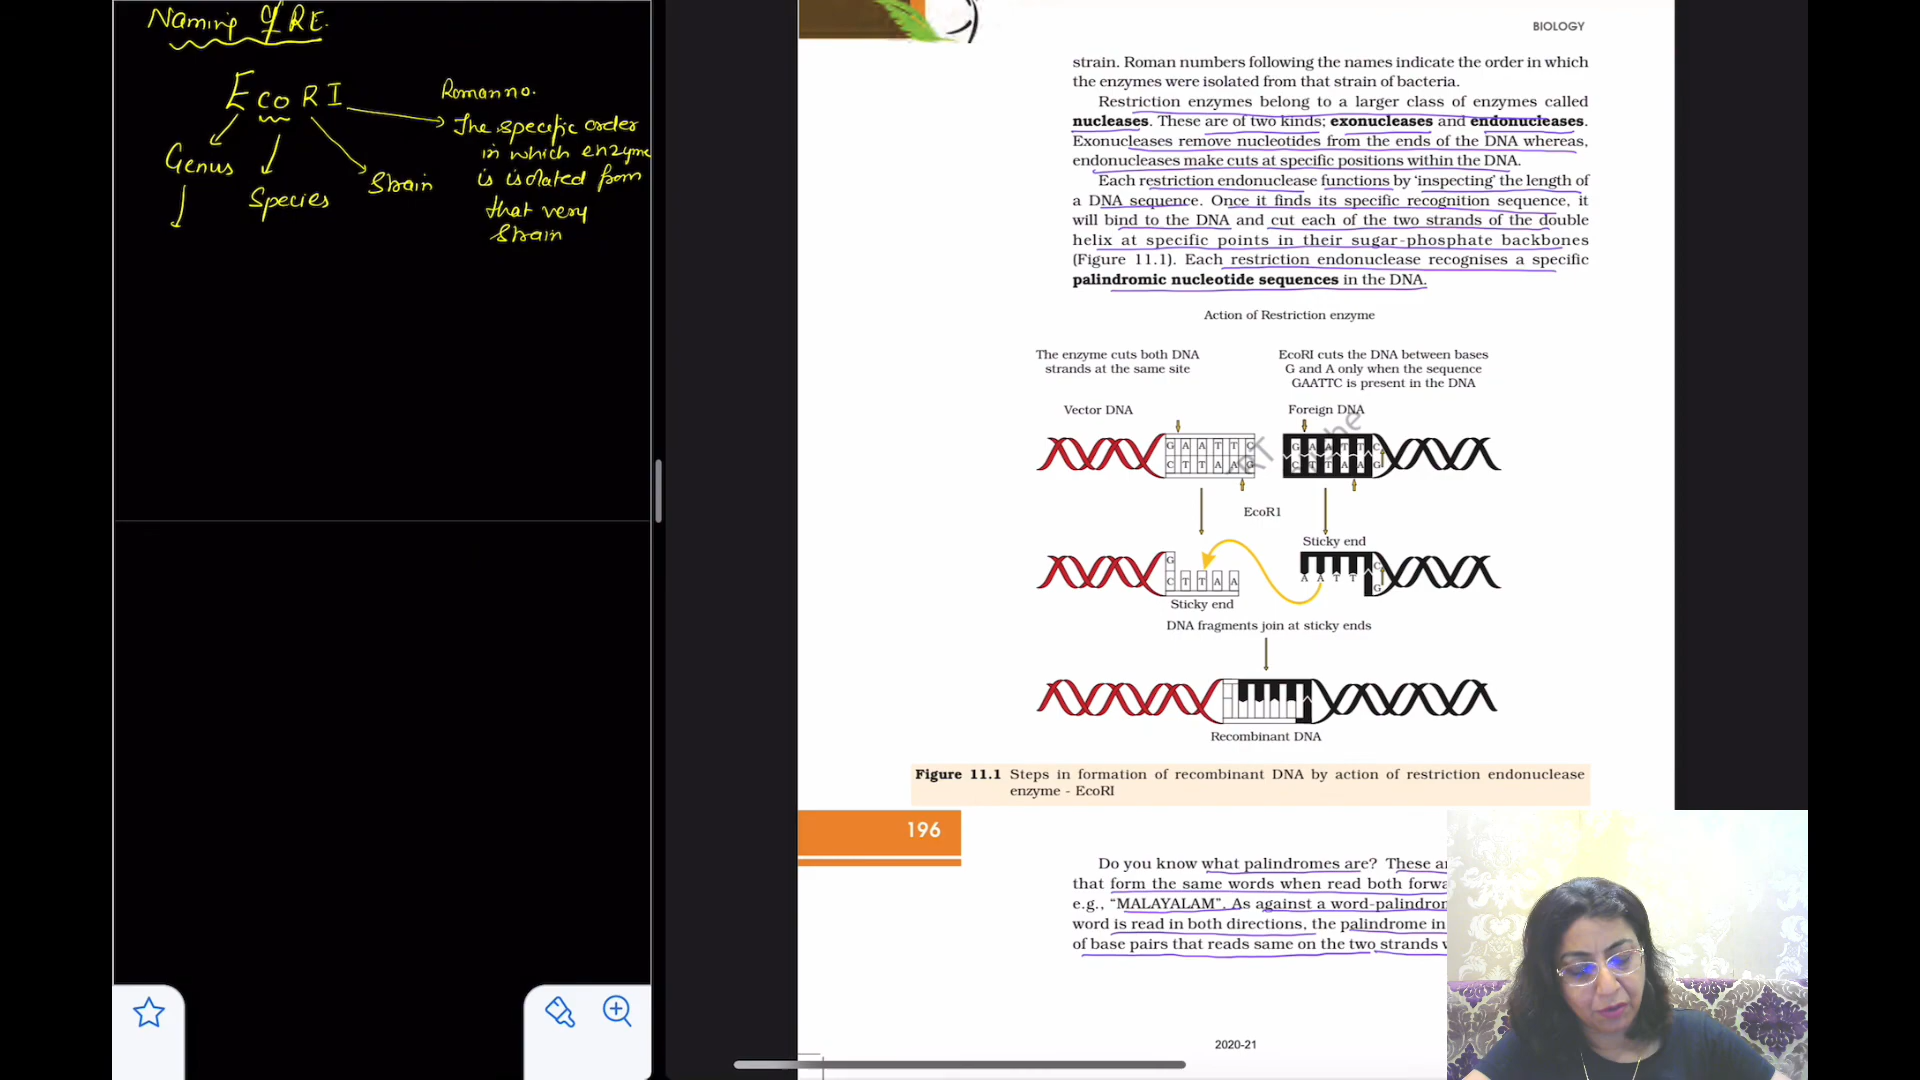 Naming of RE.
EcoRI
Genus
Species
Strain
Roman no.
The specific order
in which enzyme
is isolated from
that very
Strain
BIOLOGY
strain. Roman numbers following the names indicate the order in which
the enzymes were isolated from that strain of bacteria.
Restriction enzymes belong to a larger class of enzymes called
nucleases. These are of two kinds; exonucleases and endonucleases.
Exonucleases remove nucleotides from the ends of the DNA whereas,
endonucleases make cuts at specific positions within the DNA.
Each restriction endonuclease functions by ‘inspecting’ the length of
a DNA sequence. Once it finds its specific recognition sequence, it
will bind to the DNA and cut each of the two strands of the double
helix at specific points in their sugar-phosphate backbones
(Figure 11.1). Each restriction endonuclease recognises a specific
palindromic nucleotide sequences in the DNA.
Action of Restriction enzyme
The enzyme cuts both DNA
strands at the same site
EcoRI cuts the DNA between bases
G and A only when the sequence
GAATTC is present in the DNA
Vector DNA
Foreign DNA
G A A T T C
C T T A A G
G A A T T C
C T T A A G
EcoR1
Sticky end
G
C T T A A
C
A A T T
G
Sticky end
DNA fragments join at sticky ends
Recombinant DNA
Figure 11.1 Steps in formation of recombinant DNA by action of restriction endonuclease
enzyme - EcoRI
196
Do you know what palindromes are? These
that form the same words when read both
e.g., “MALAYALAM”. As against a
word is read in both directions, the palindrome in
of base pairs that reads same on the two strands
2020-21